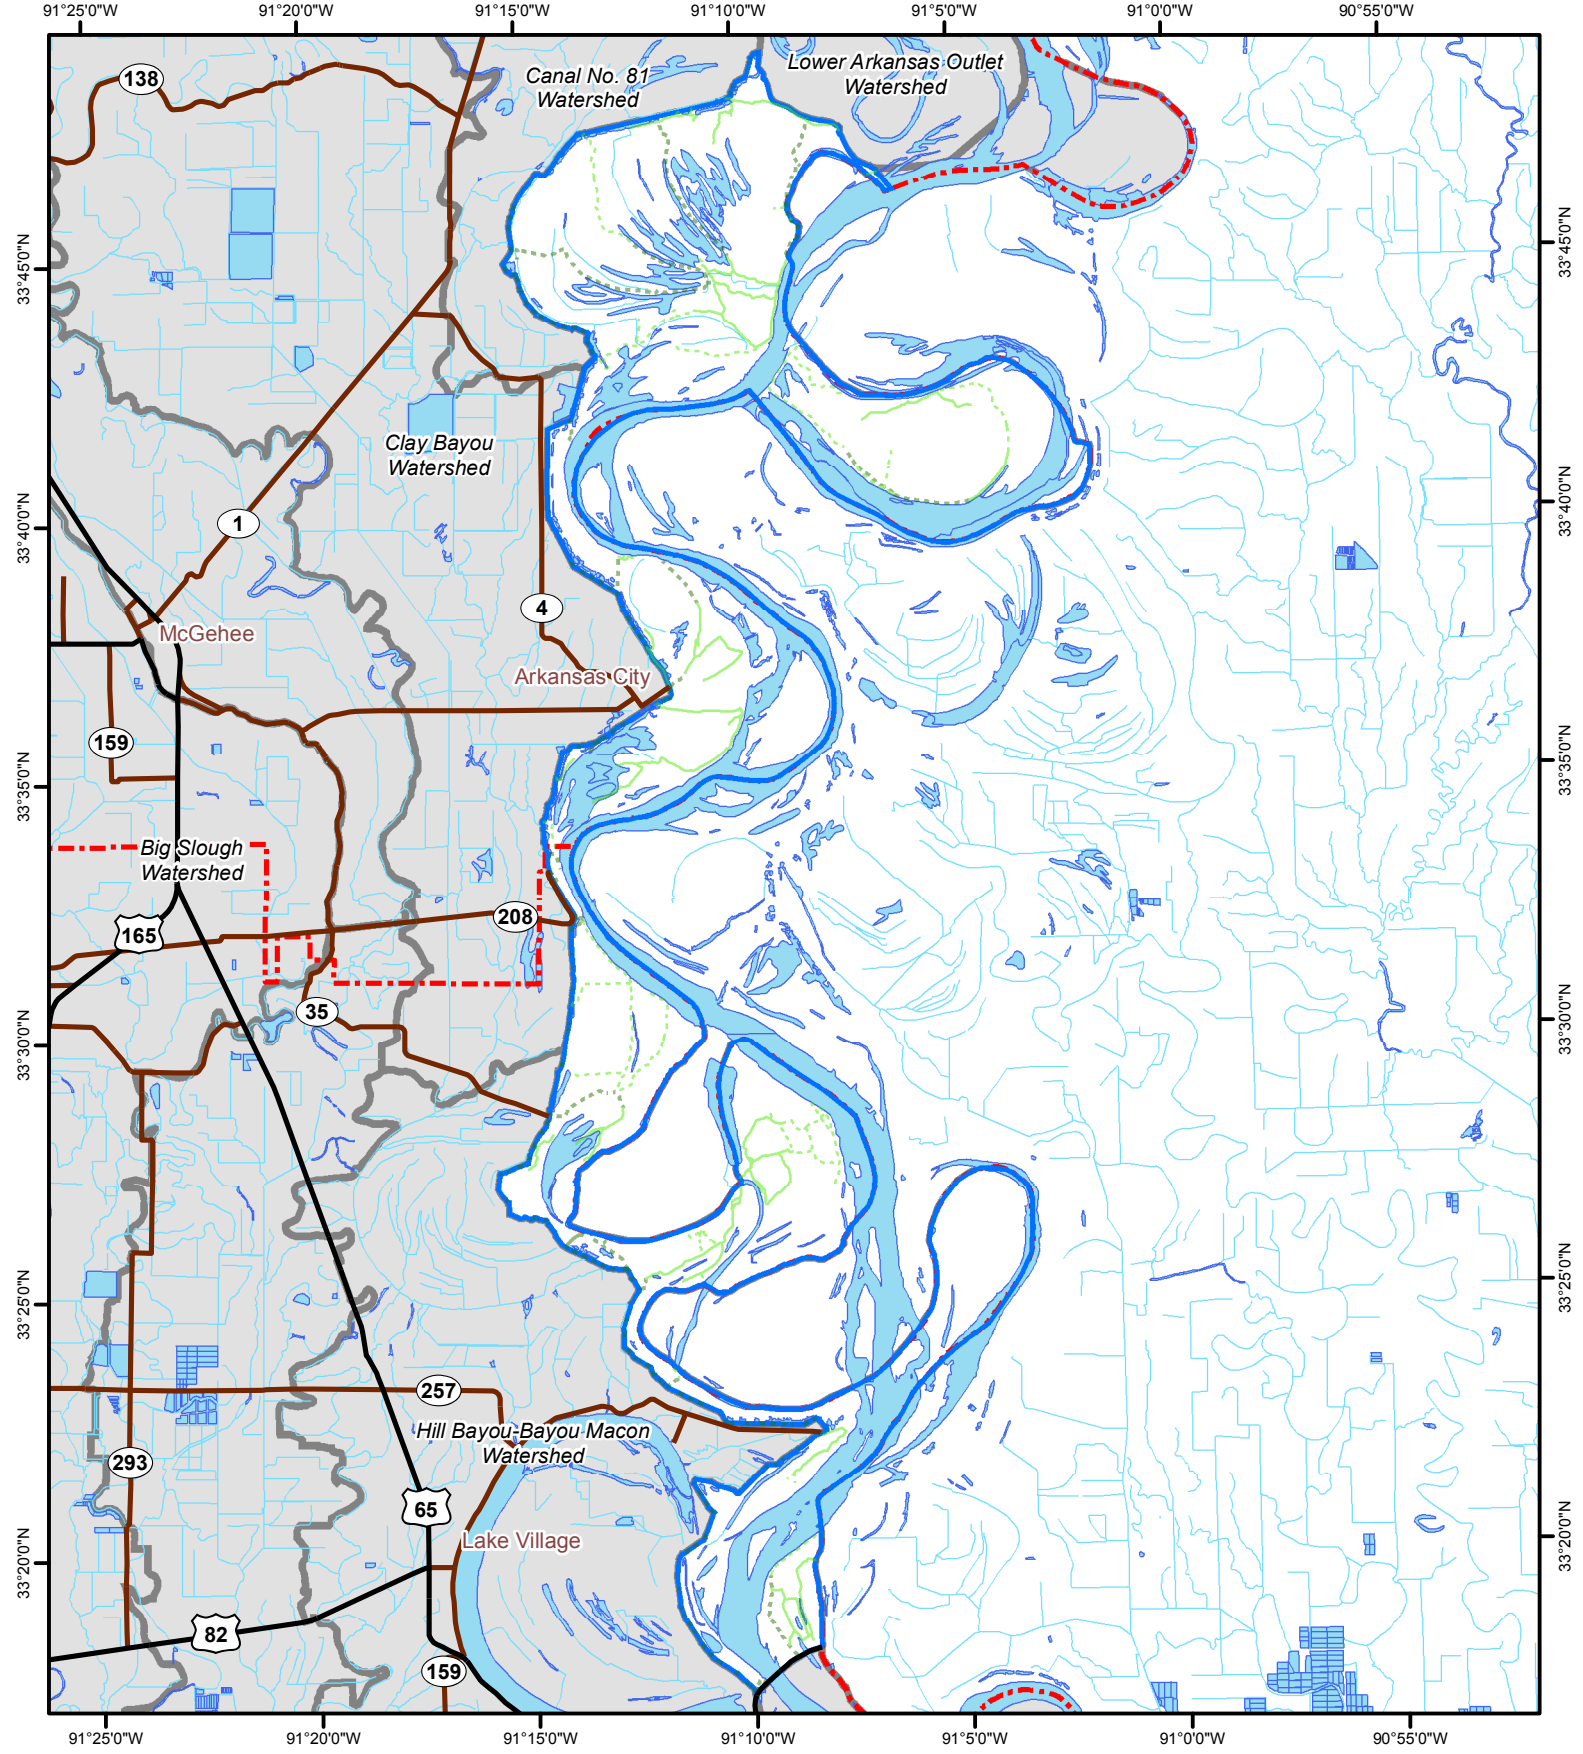 91°25'0"W
91°20'0"W
91°15'0"W
91°10'0"W
91°5'0"W
91°0'0"W
90°55'0"W
138
Canal No. 81
Watershed
Lower Arkansas Outlet
Watershed
33°45'0"N
33°45'0"N
Clay Bayou
Watershed
1
33°40'0"N
33°40'0"N
4
McGehee
Arkansas City
159
33°35'0"N
33°35'0"N
Big Slough
Watershed
165
208
35
33°30'0"N
33°30'0"N
33°25'0"N
33°25'0"N
257
Hill Bayou-Bayou Macon
Watershed
293
65
Lake Village
33°20'0"N
33°20'0"N
82
159
91°25'0"W
91°20'0"W
91°15'0"W
91°10'0"W
91°5'0"W
91°0'0"W
90°55'0"W